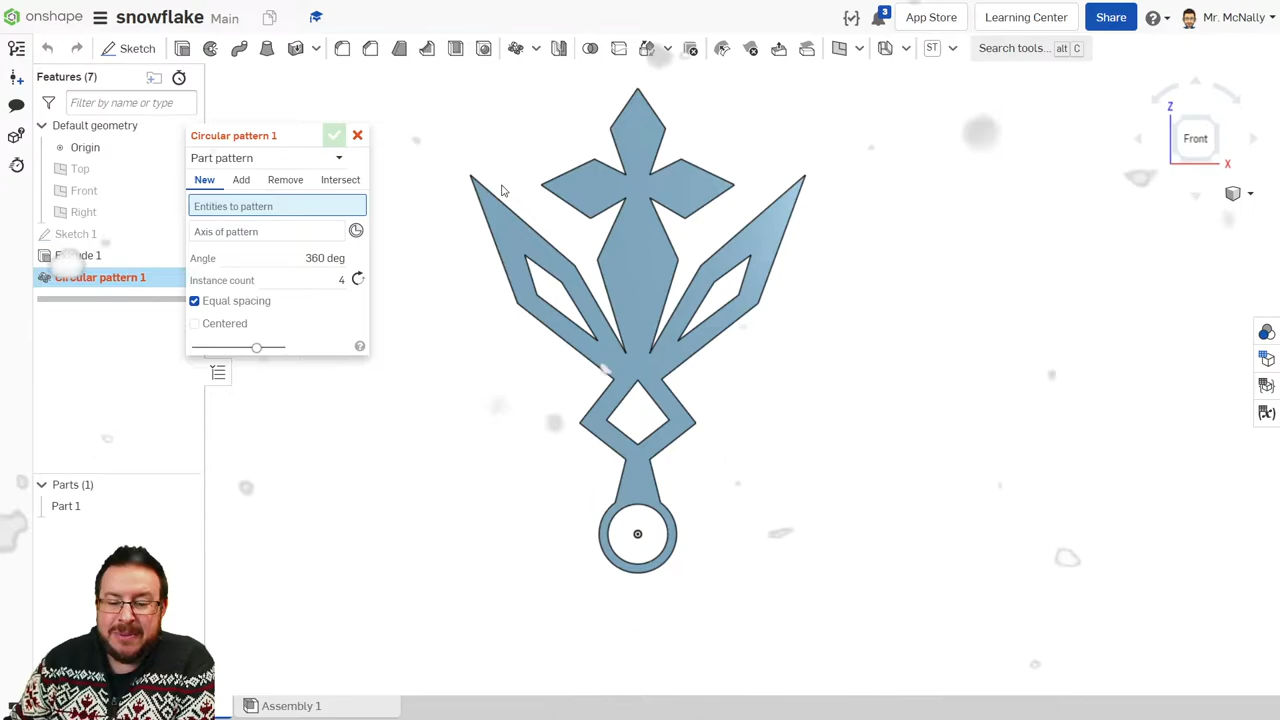 onshape snowflake Main 3 App Store Learning Center Share Mr. McNally
Sketch ST Search tools... alt C
Features (7)
Filter by name or type
Default geometry
Origin
Top
Front
Right
Sketch 1
Extrude 1
Circular pattern 1
Parts (1)
Part 1
Circular pattern 1
Part pattern
New Add Remove Intersect
Entities to pattern
Axis of pattern
Angle 360 deg
Instance count 4
Equal spacing
Centered
Z
Front
X
Assembly 1